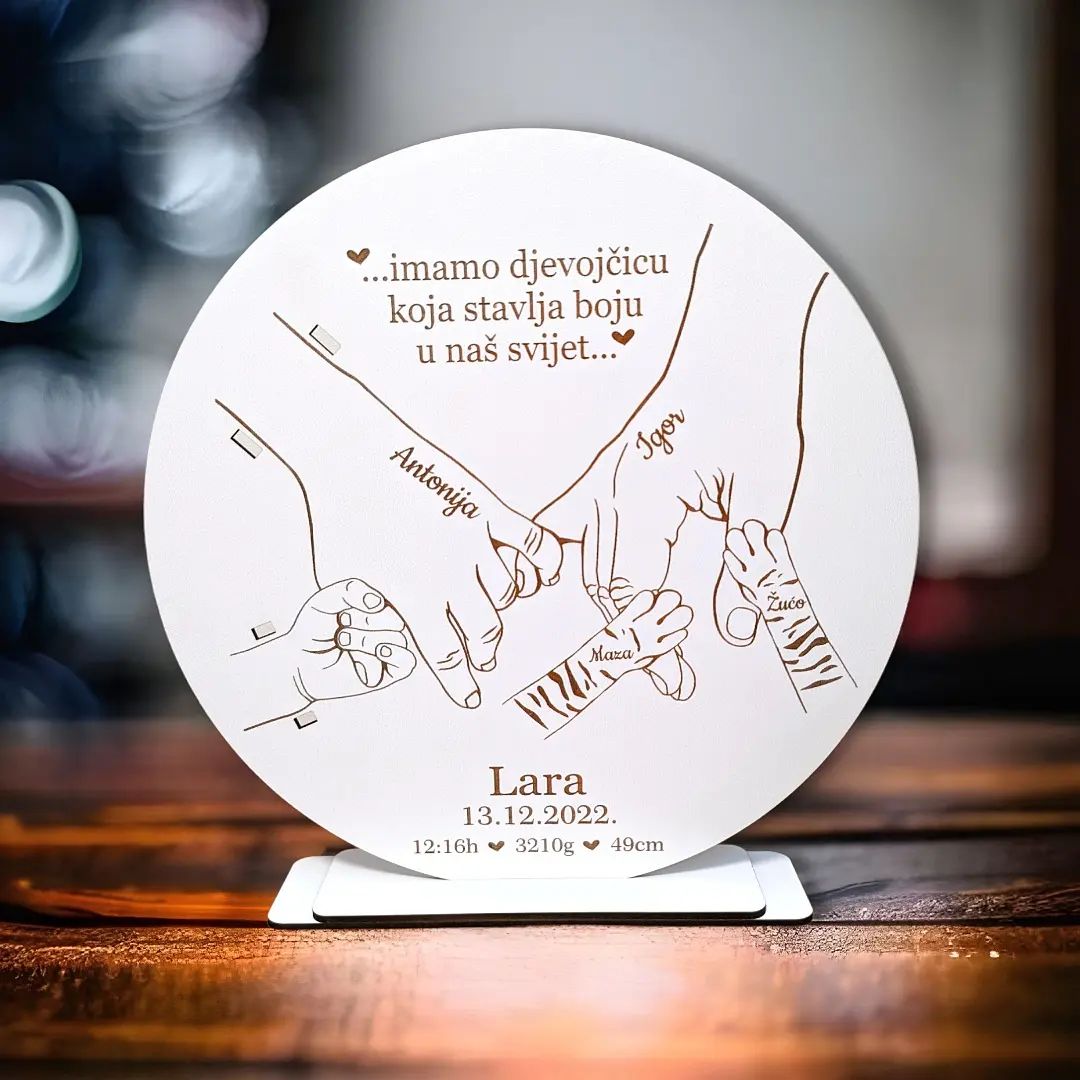 ...imamo djevojčicu
koja stavlja boju
u naš svijet...
Antonija
Igor
Žućo
Maza
Lara
13.12.2022.
12:16h ❤ 3210g ❤ 49cm